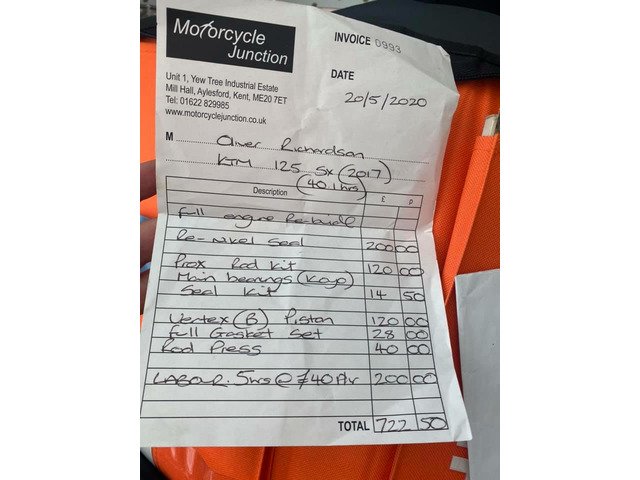 Motorcycle
Junction
INVOICE 0993
Unit 1, Yew Tree Industrial Estate
Mill Hall, Aylesford, Kent, ME20 7ET
Tel: 01622 829985
www.motorcyclejunction.co.uk
DATE
20/5/2020
M Oliver Richardson
KTM 125 SX (2017)
(40.1 hrs)
Description £ p
Full engine Re-build
Re-Nikel Seal 200 00
Prox Rod Kit 120 00
Main bearings (Koyo)
Seal Kit 14 50
Vertex (B) Piston 120 00
Full Gasket Set 28 00
Rod Press 40 00
LABOUR. 5hrs @ £40 P/r 200 00
TOTAL 722 50